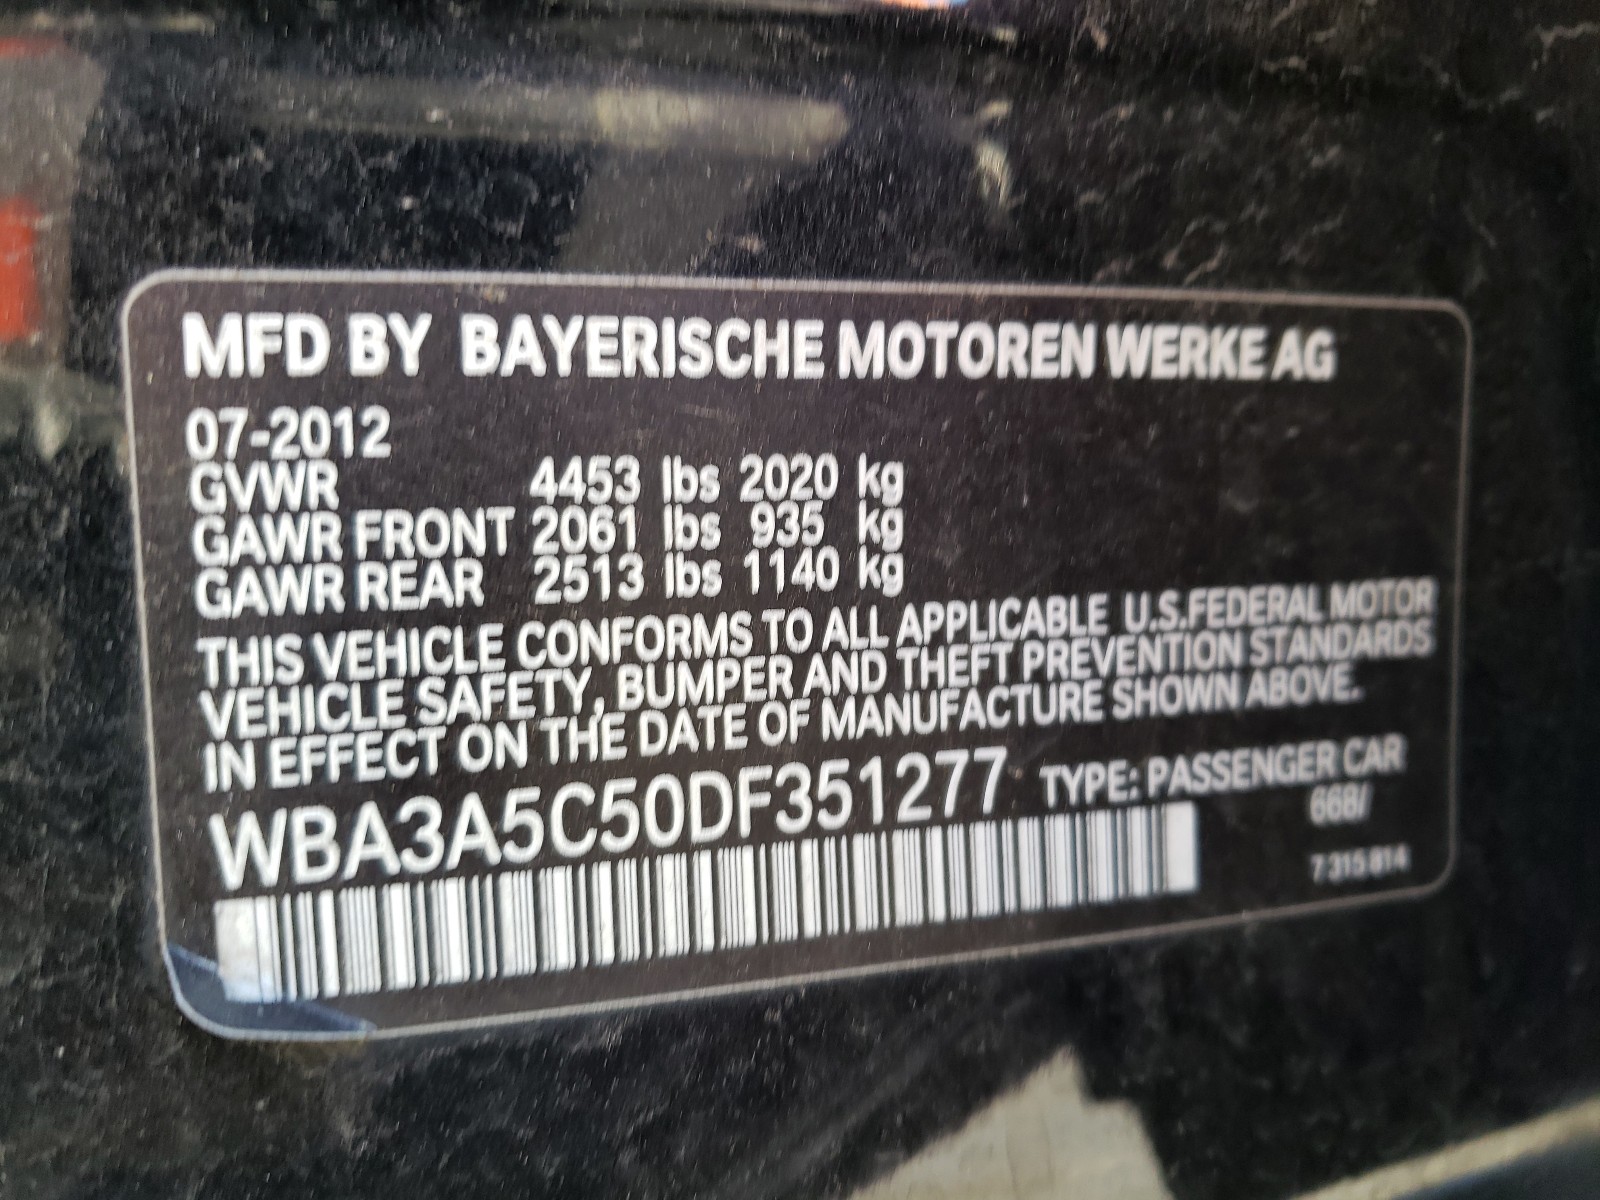 MFD BY BAYERISCHE MOTOREN WERKE AG
07-2012
GVWR 4453 lbs 2020 kg
GAWR FRONT 2061 lbs 935 kg
GAWR REAR 2513 lbs 1140 kg
THIS VEHICLE CONFORMS TO ALL APPLICABLE U.S.FEDERAL MOTOR
VEHICLE SAFETY, BUMPER AND THEFT PREVENTION STANDARDS
IN EFFECT ON THE DATE OF MANUFACTURE SHOWN ABOVE.
WBA3A5C50DF351277 TYPE: PASSENGER CAR
668/
7 315 814